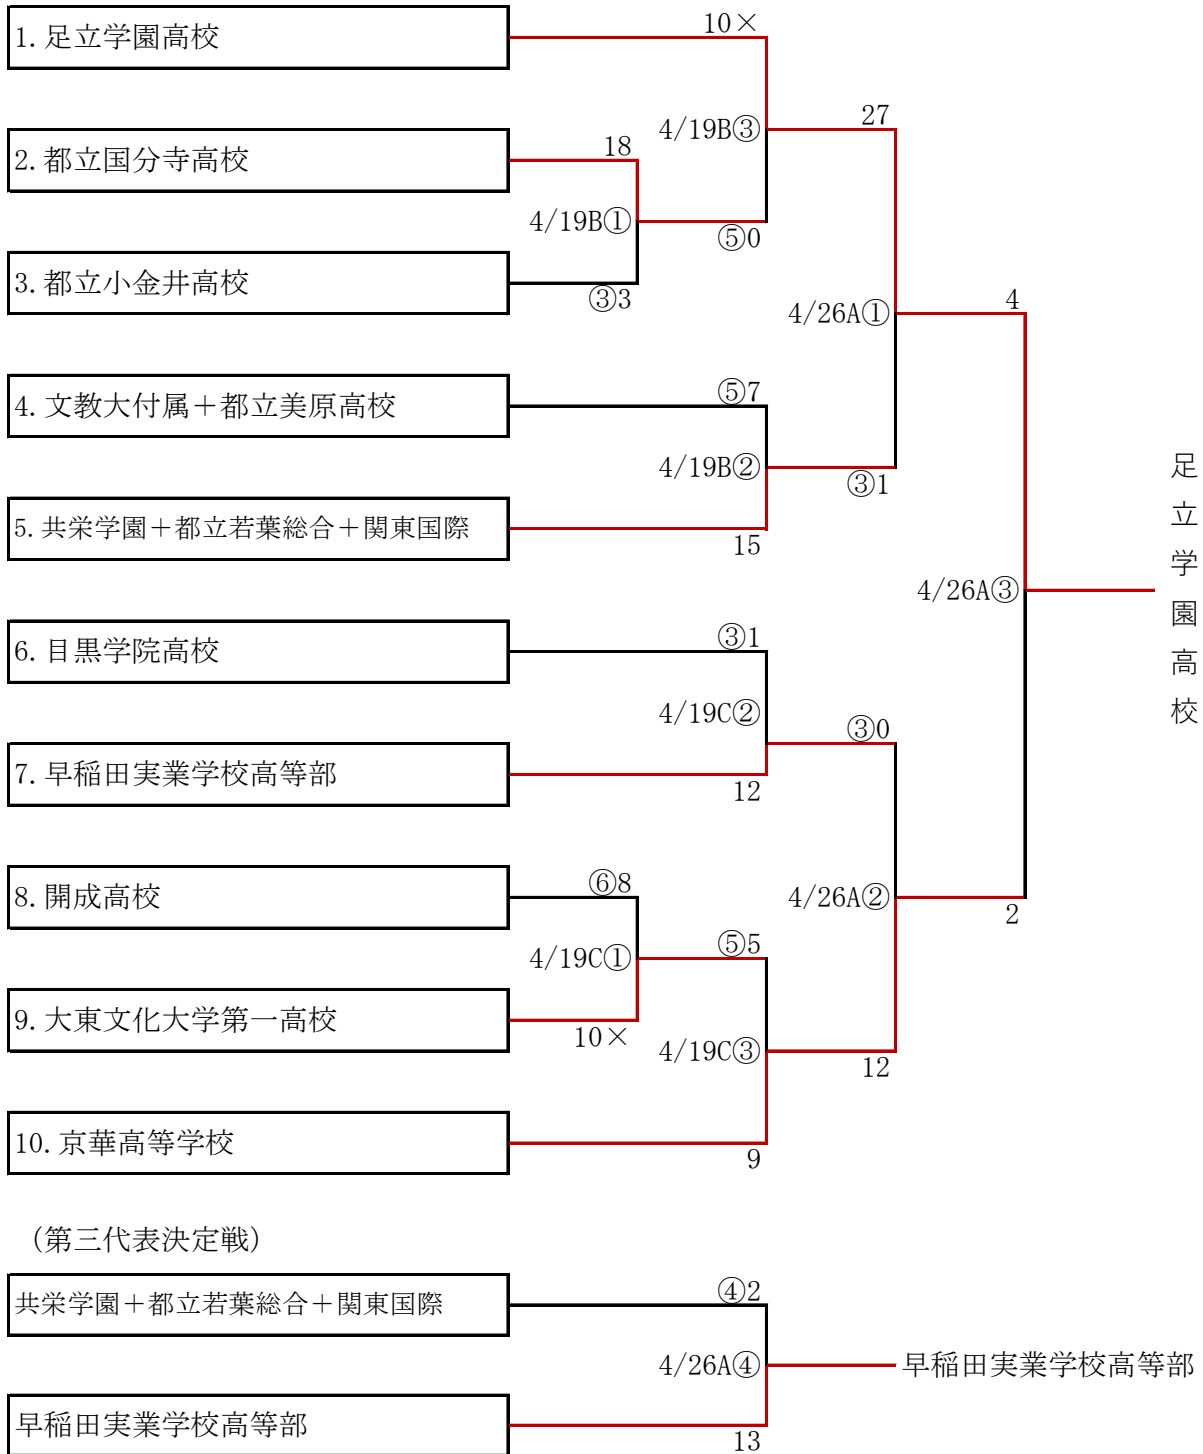 10×
1.足立学園高校
27
4/19B③
18
2.都立国分寺高校
4/19B①
⑤0
3.都立小金井高校
③3
4
4/26A①
⑤7
4.文教大付属＋都立美原高校
4/19B②
③1
5.共栄学園＋都立若葉総合＋関東国際
15
足立学園高校
4/26A③
③1
6.目黒学院高校
4/19C②
③0
7.早稲田実業学校高等部
12
⑥8
8.開成高校
4/26A②
2
⑤5
4/19C①
9.大東文化大学第一高校
10×
4/19C③
12
10.京華高等学校
9
（第三代表決定戦）
④2
共栄学園＋都立若葉総合＋関東国際
4/26A④
早稲田実業学校高等部
早稲田実業学校高等部
13